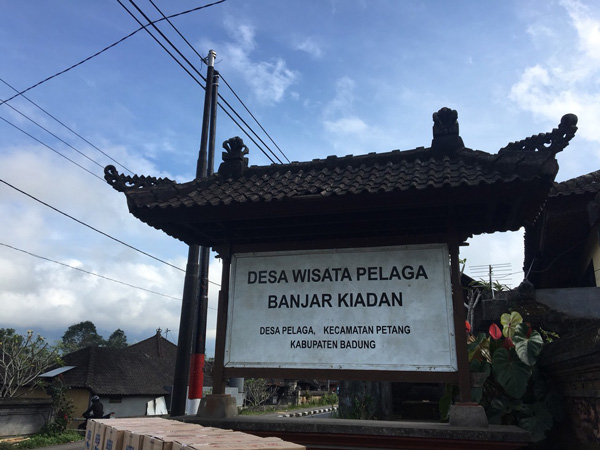 DESA WISATA PELAGA
BANJAR KIADAN
DESA PELAGA, KECAMATAN PETANG
KABUPATEN BADUNG